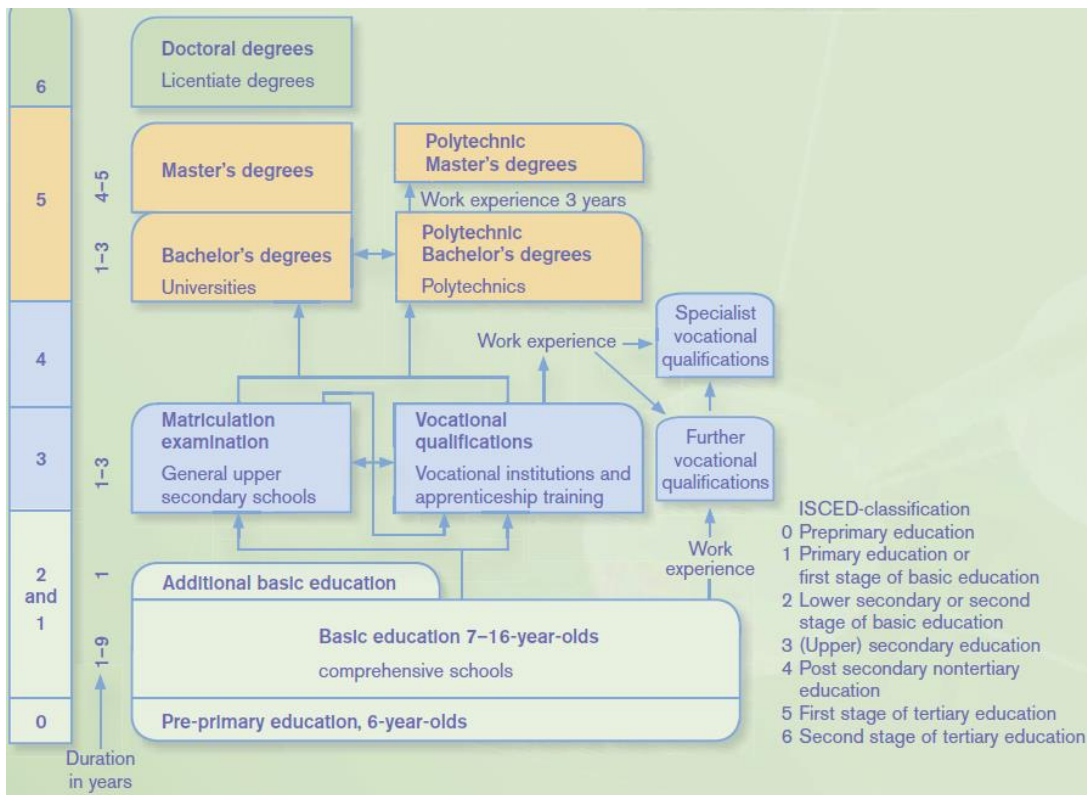 6
Doctoral degrees
Licentiate degrees
5
4–5
Master's degrees
Polytechnic
Master's degrees
Work experience 3 years
1–3
Bachelor's degrees
Universities
Polytechnic
Bachelor's degrees
Polytechnics
4
Work experience
Specialist
vocational
qualifications
3
1–3
Matriculation
examination
General upper
secondary schools
Vocational
qualifications
Vocational institutions and
apprenticeship training
Further
vocational
qualifications
Work
experience
2
and
1
1
Additional basic education
1–9
Basic education 7–16-year-olds
comprehensive schools
0
Pre-primary education, 6-year-olds
Duration
in years
ISCED-classification
0 Preprimary education
1 Primary education or
first stage of basic education
2 Lower secondary or second
stage of basic education
3 (Upper) secondary education
4 Post secondary nontertiary
education
5 First stage of tertiary education
6 Second stage of tertiary education